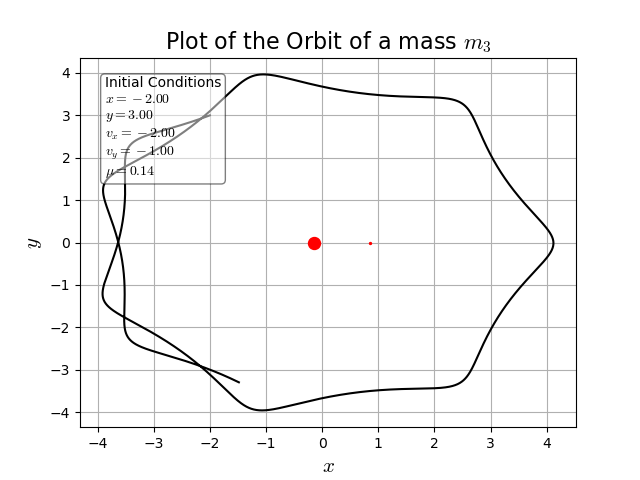 Plot of the Orbit of a mass m₃
Initial Conditions
x = −2.00
y = 3.00
vₓ = −2.00
v_y = −1.00
μ = 0.14
4
3
2
1
0
−1
−2
−3
−4
y
−4 −3 −2 −1 0 1 2 3 4
x